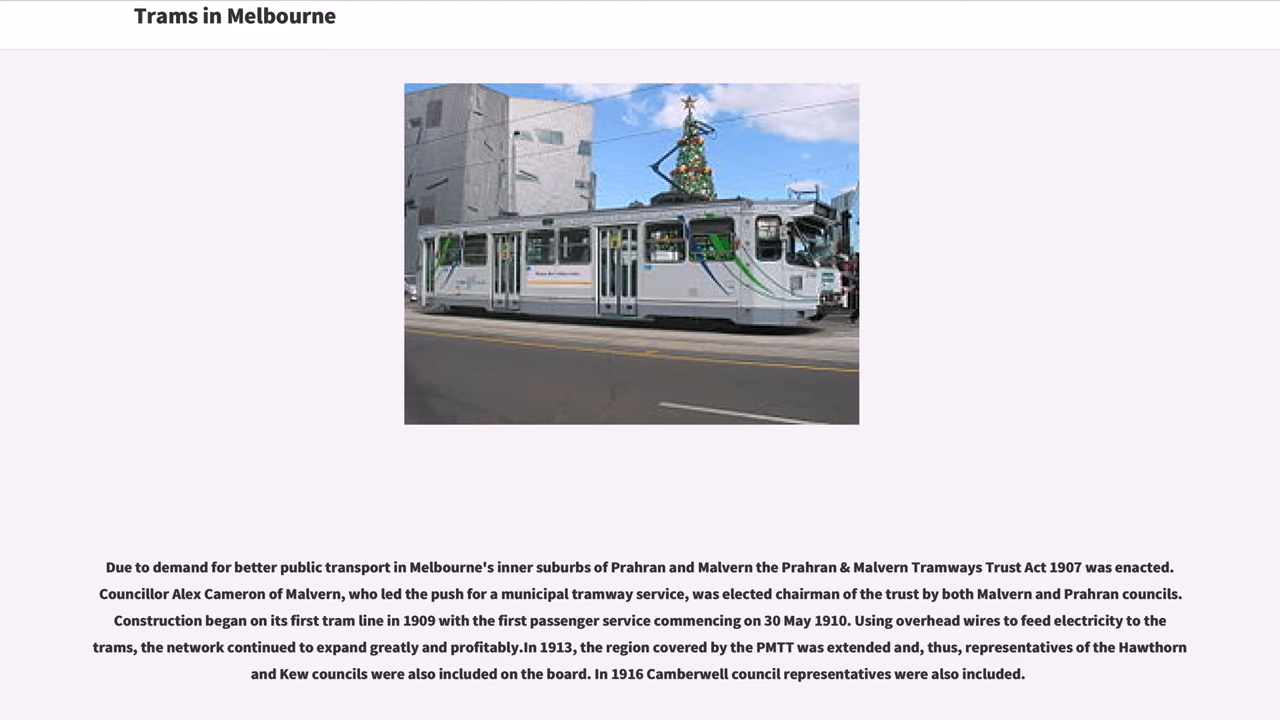 Trams in Melbourne
Due to demand for better public transport in Melbourne's inner suburbs of Prahran and Malvern the Prahran & Malvern Tramways Trust Act 1907 was enacted.
Councillor Alex Cameron of Malvern, who led the push for a municipal tramway service, was elected chairman of the trust by both Malvern and Prahran councils.
Construction began on its first tram line in 1909 with the first passenger service commencing on 30 May 1910. Using overhead wires to feed electricity to the
trams, the network continued to expand greatly and profitably.In 1913, the region covered by the PMTT was extended and, thus, representatives of the Hawthorn
and Kew councils were also included on the board. In 1916 Camberwell council representatives were also included.